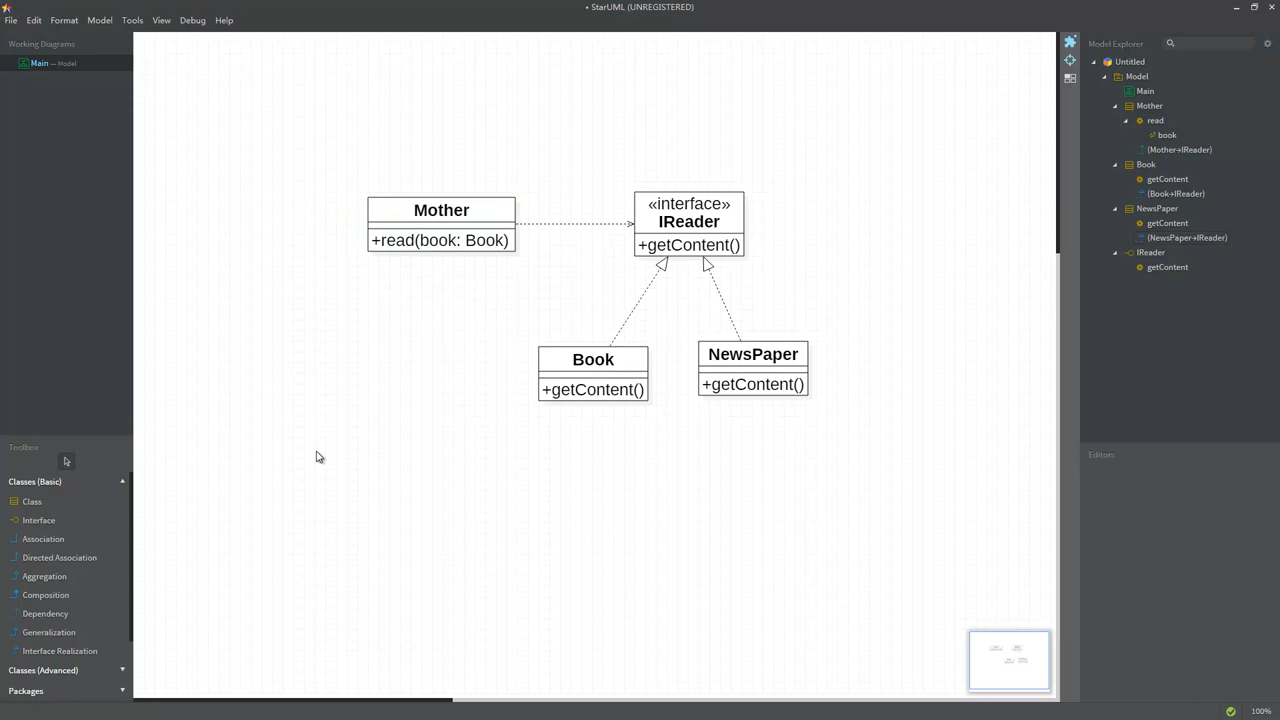 • StarUML (UNREGISTERED)
File Edit Format Model Tools View Debug Help
Working Diagrams
Main — Model
Toolbox
Classes (Basic)
Class
Interface
Association
Directed Association
Aggregation
Composition
Dependency
Generalization
Interface Realization
Classes (Advanced)
Packages
Mother
+read(book: Book)
«interface»
IReader
+getContent()
Book
+getContent()
NewsPaper
+getContent()
Model Explorer
Untitled
Model
Main
Mother
read
book
(Mother→IReader)
Book
getContent
(Book→IReader)
NewsPaper
getContent
(NewsPaper→IReader)
IReader
getContent
Editors
100%